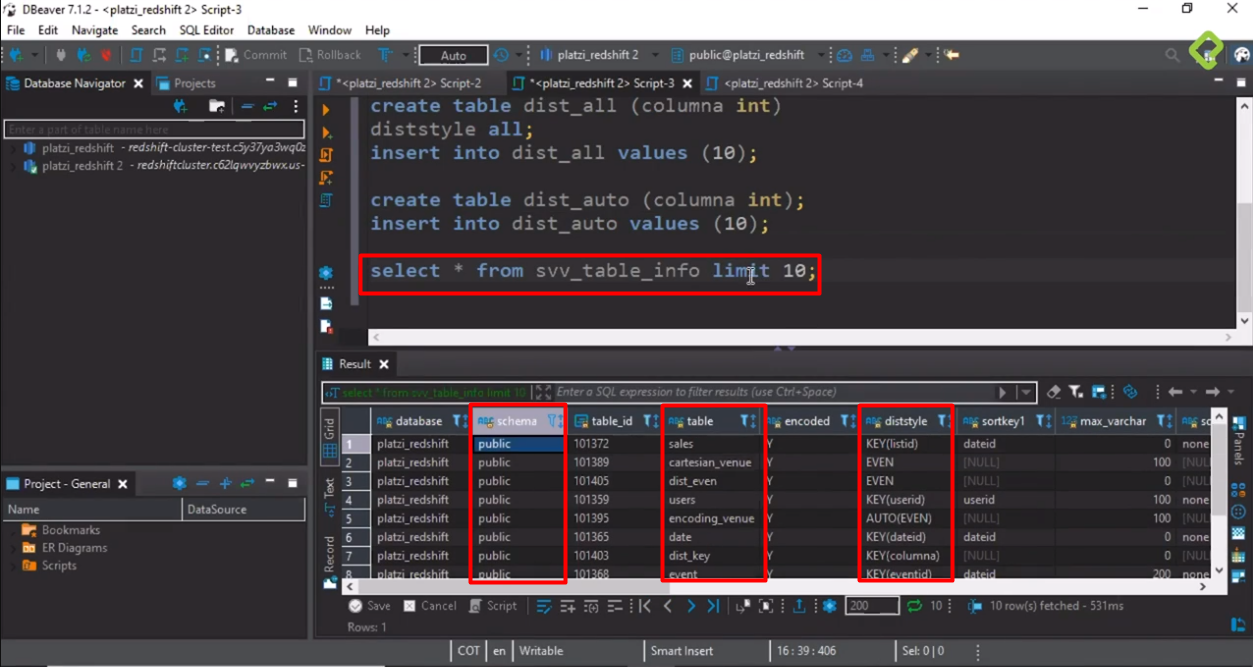 DBeaver 7.1.2 - <platzi_redshift 2> Script-3
File Edit Navigate Search SQL Editor Database Window Help
Commit Rollback Auto platzi_redshift 2 public@platzi_redshift
Database Navigator Projects
*<platzi_redshift 2> Script-2 *<platzi_redshift 2> Script-3 <platzi_redshift 2> Script-4
Enter a part of table name here
platzi_redshift - redshift-cluster-test.c5y37ya3wq0z
platzi_redshift 2 - redshiftcluster.c62lqwvyzbwx.us-
create table dist_all (columna int)
diststyle all;
insert into dist_all values (10);
create table dist_auto (columna int);
insert into dist_auto values (10);
select * from svv_table_info limit 10;
Project - General
Name DataSource
Bookmarks
ER Diagrams
Scripts
Result
select * from svv_table_info limit 10 Enter a SQL expression to filter results (use Ctrl+Space)
Grid
Text
Record
Panels
database schema table_id table encoded diststyle sortkey1 max_varchar
1 platzi_redshift public 101372 sales Y KEY(listid) dateid 0 none
2 platzi_redshift public 101389 cartesian_venue Y EVEN [NULL] 100 [NUL
3 platzi_redshift public 101405 dist_even Y EVEN [NULL] 0 none
4 platzi_redshift public 101359 users Y KEY(userid) userid 100 none
5 platzi_redshift public 101395 encoding_venue Y AUTO(EVEN) [NULL] 100 [NUL
6 platzi_redshift public 101365 date Y KEY(dateid) dateid 0 none
7 platzi_redshift public 101403 dist_key Y KEY(columna) [NULL] 0 none
8 platzi_redshift public 101368 event Y KEY(eventid) dateid 200 none
Save Cancel Script 200 10 10 row(s) fetched - 531ms
Rows: 1
COT en Writable Smart Insert 16 : 39 : 406 Sel: 0 | 0